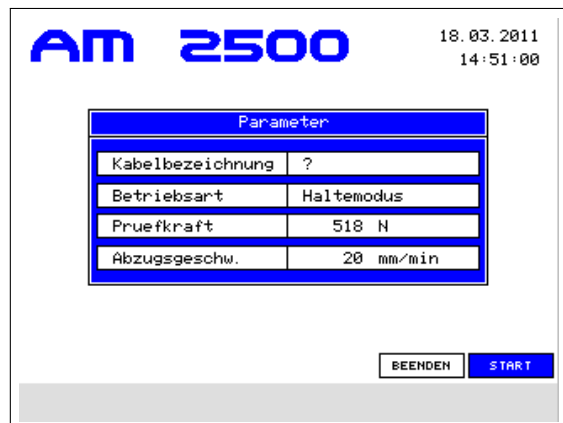 AM 2500
18.03.2011
14:51:00
Parameter
Kabelbezeichnung ?
Betriebsart Haltemodus
Pruefkraft 518 N
Abzugsgeschw. 20 mm/min
BEENDEN START